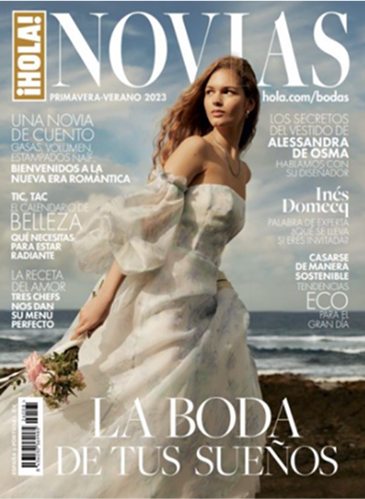 ¡HOLA!
NOVIAS
PRIMAVERA-VERANO 2023
hola.com/bodas
UNA NOVIA
DE CUENTO
GASAS, VOLUMEN,
ESTAMPADOS NAÏF...
BIENVENIDOS A LA
NUEVA ERA ROMÁNTICA
TIC, TAC
EL CALENDARIO DE
BELLEZA
QUÉ NECESITAS
PARA ESTAR
RADIANTE
LA RECETA
DEL AMOR
TRES CHEFS
NOS DAN SU
MENÚ
PERFECTO
LOS SECRETOS
DEL VESTIDO DE
ALESSANDRA
DE OSMA
HABLAMOS CON
SU DISEÑADOR
Inés
Domecq
PALABRA DE EXPERTA
¿QUÉ SE LLEVA
SI ERES INVITADA?
CASARSE
DE MANERA
SOSTENIBLE
TENDENCIAS
ECO
PARA EL
GRAN DÍA
LA BODA
DE TUS SUEÑOS